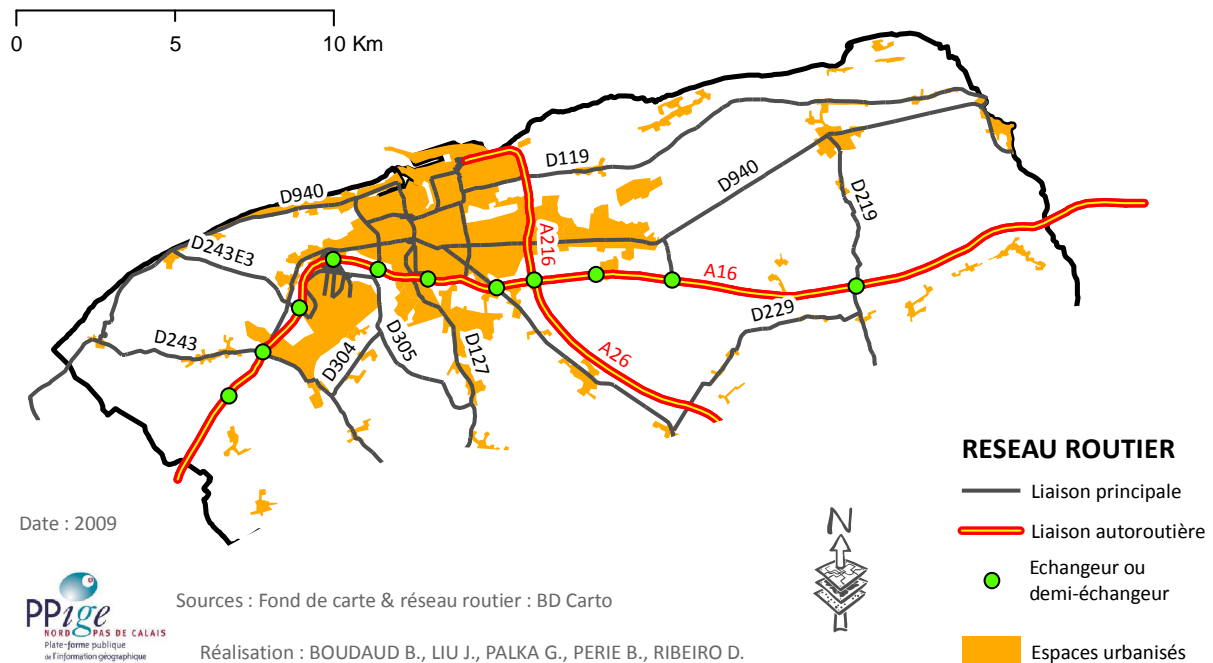 0 5 10 Km
D119
D940
D940
D219
D243E3
A216
A16
D229
D243
D304
D305
D127
A26
RESEAU ROUTIER
Liaison principale
Liaison autoroutière
Echangeur ou
demi-échangeur
Espaces urbanisés
N
Date : 2009
PPige
NORD PAS DE CALAIS
Plate-forme publique
de l'information géographique
Sources : Fond de carte & réseau routier : BD Carto
Réalisation : BOUDAUD B., LIU J., PALKA G., PERIE B., RIBEIRO D.